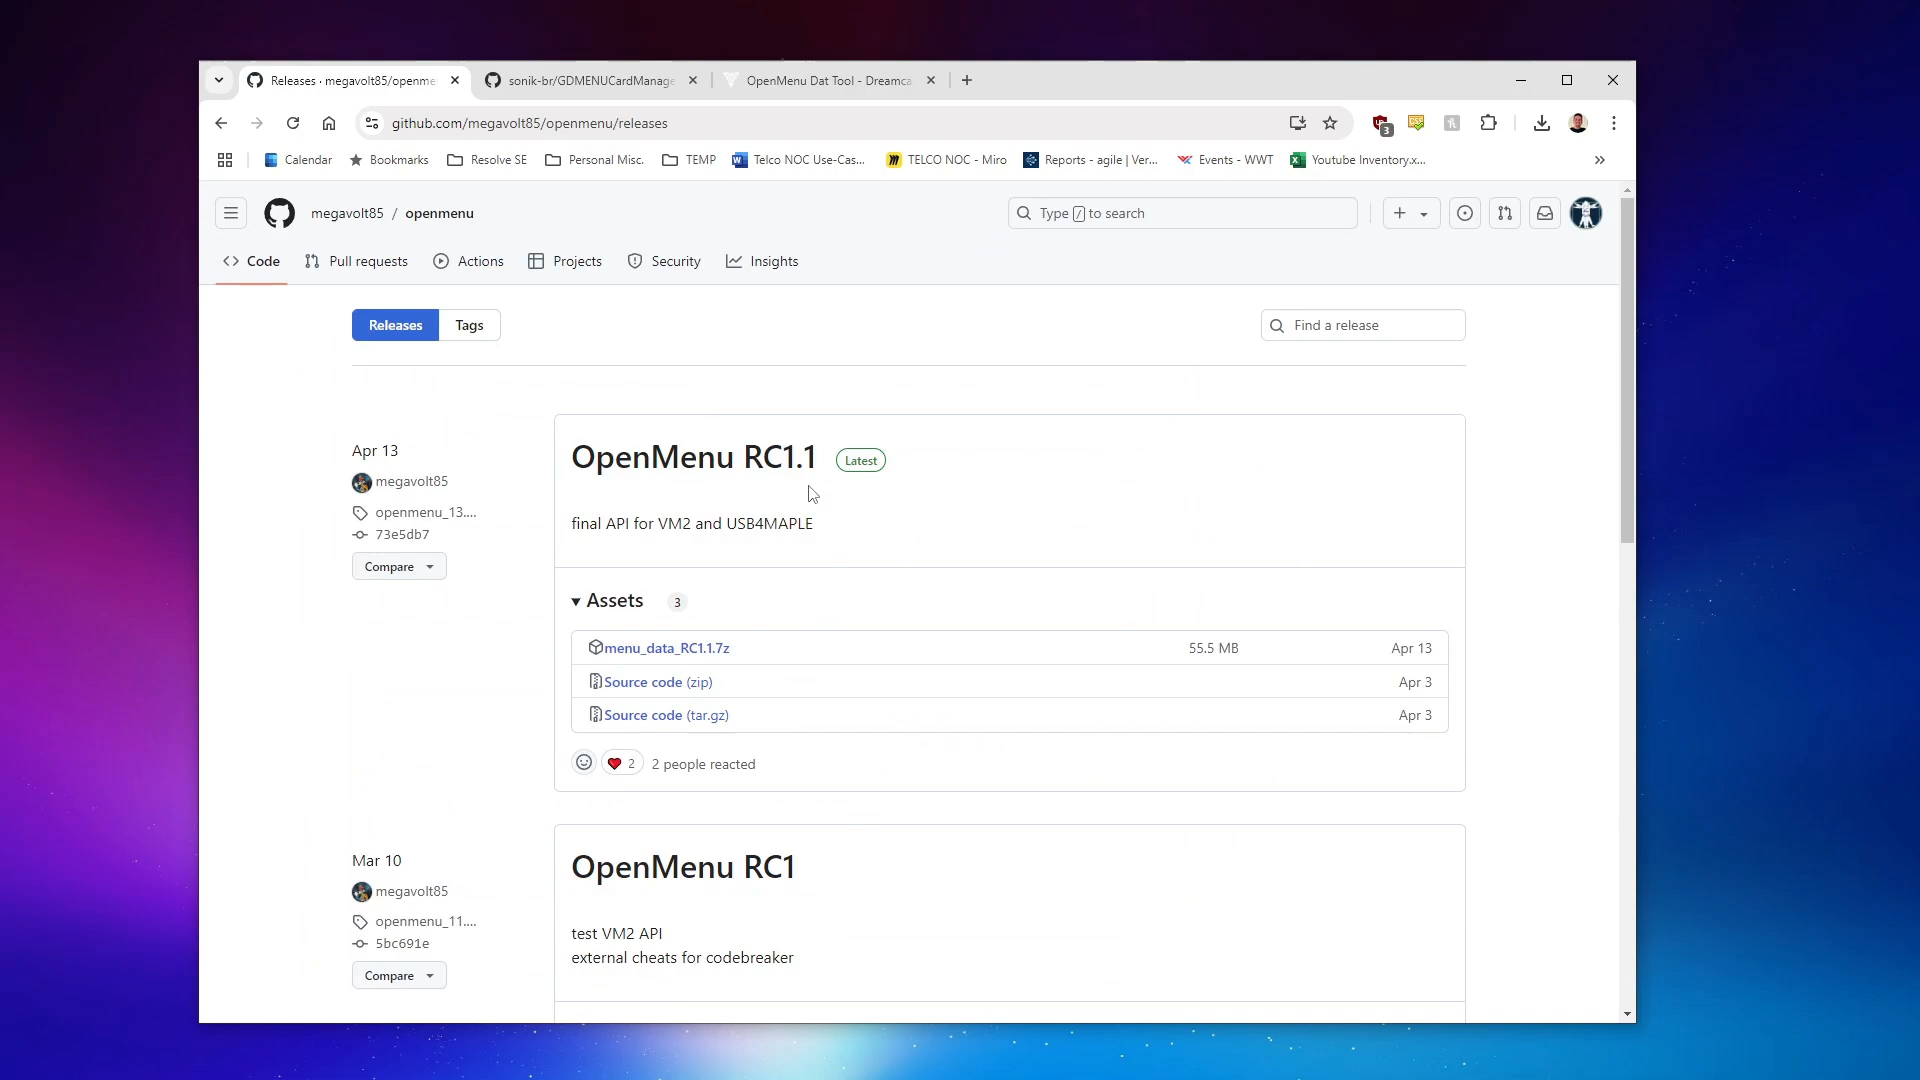 Releases · megavolt85/openme
sonik-br/GDMENUCardManage
OpenMenu Dat Tool - Dreamca
github.com/megavolt85/openmenu/releases
3
Calendar
Bookmarks
Resolve SE
Personal Misc.
TEMP
Telco NOC Use-Cas...
TELCO NOC - Miro
Reports - agile | Ver...
Events - WWT
Youtube Inventory.x...
megavolt85 / openmenu
Type / to search
Code
Pull requests
Actions
Projects
Security
Insights
Releases
Tags
Find a release
Apr 13
megavolt85
openmenu_13....
73e5db7
Compare
OpenMenu RC1.1
Latest
final API for VM2 and USB4MAPLE
Assets 3
menu_data_RC1.1.7z 55.5 MB Apr 13
Source code (zip) Apr 3
Source code (tar.gz) Apr 3
2 2 people reacted
Mar 10
megavolt85
openmenu_11....
5bc691e
Compare
OpenMenu RC1
test VM2 API
external cheats for codebreaker